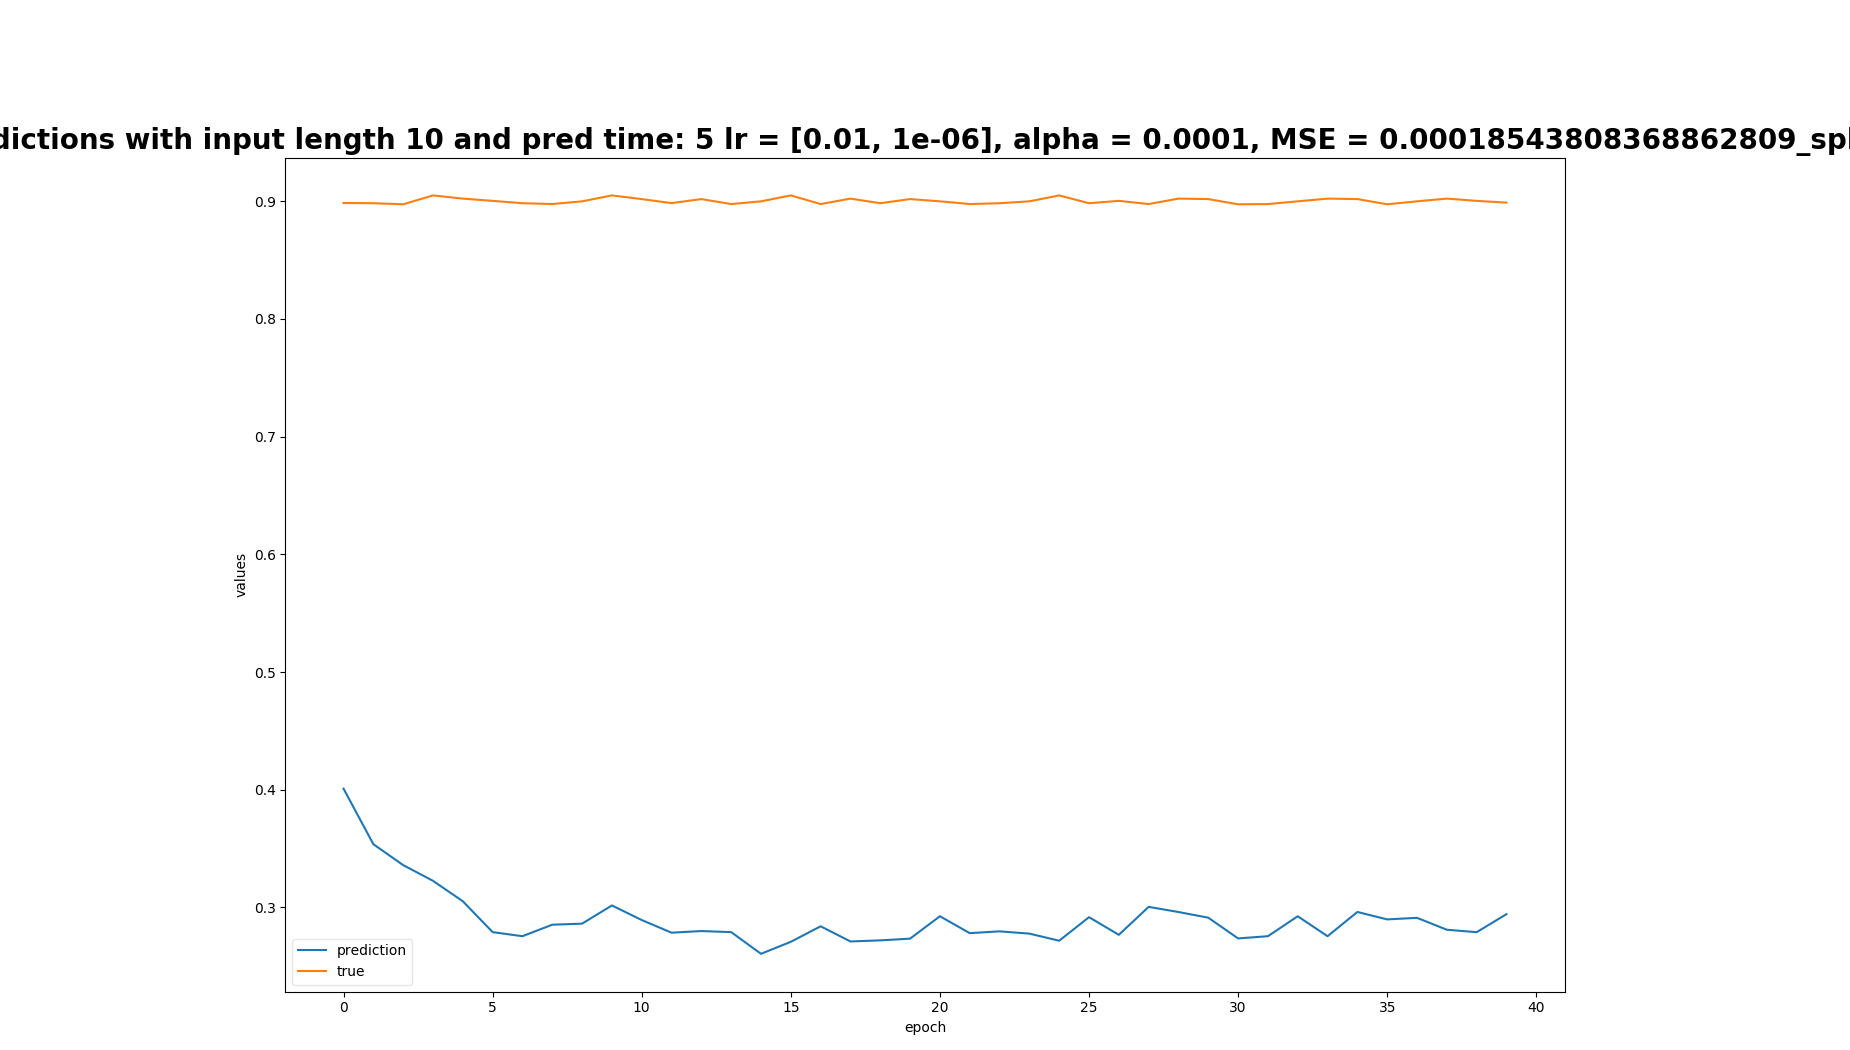 dictions with input length 10 and pred time: 5 lr = [0.01, 1e-06], alpha = 0.0001, MSE = 0.00018543808368862809_spl
0.9
0.8
0.7
0.6
0.5
0.4
0.3
values
prediction
true
0 5 10 15 20 25 30 35 40
epoch